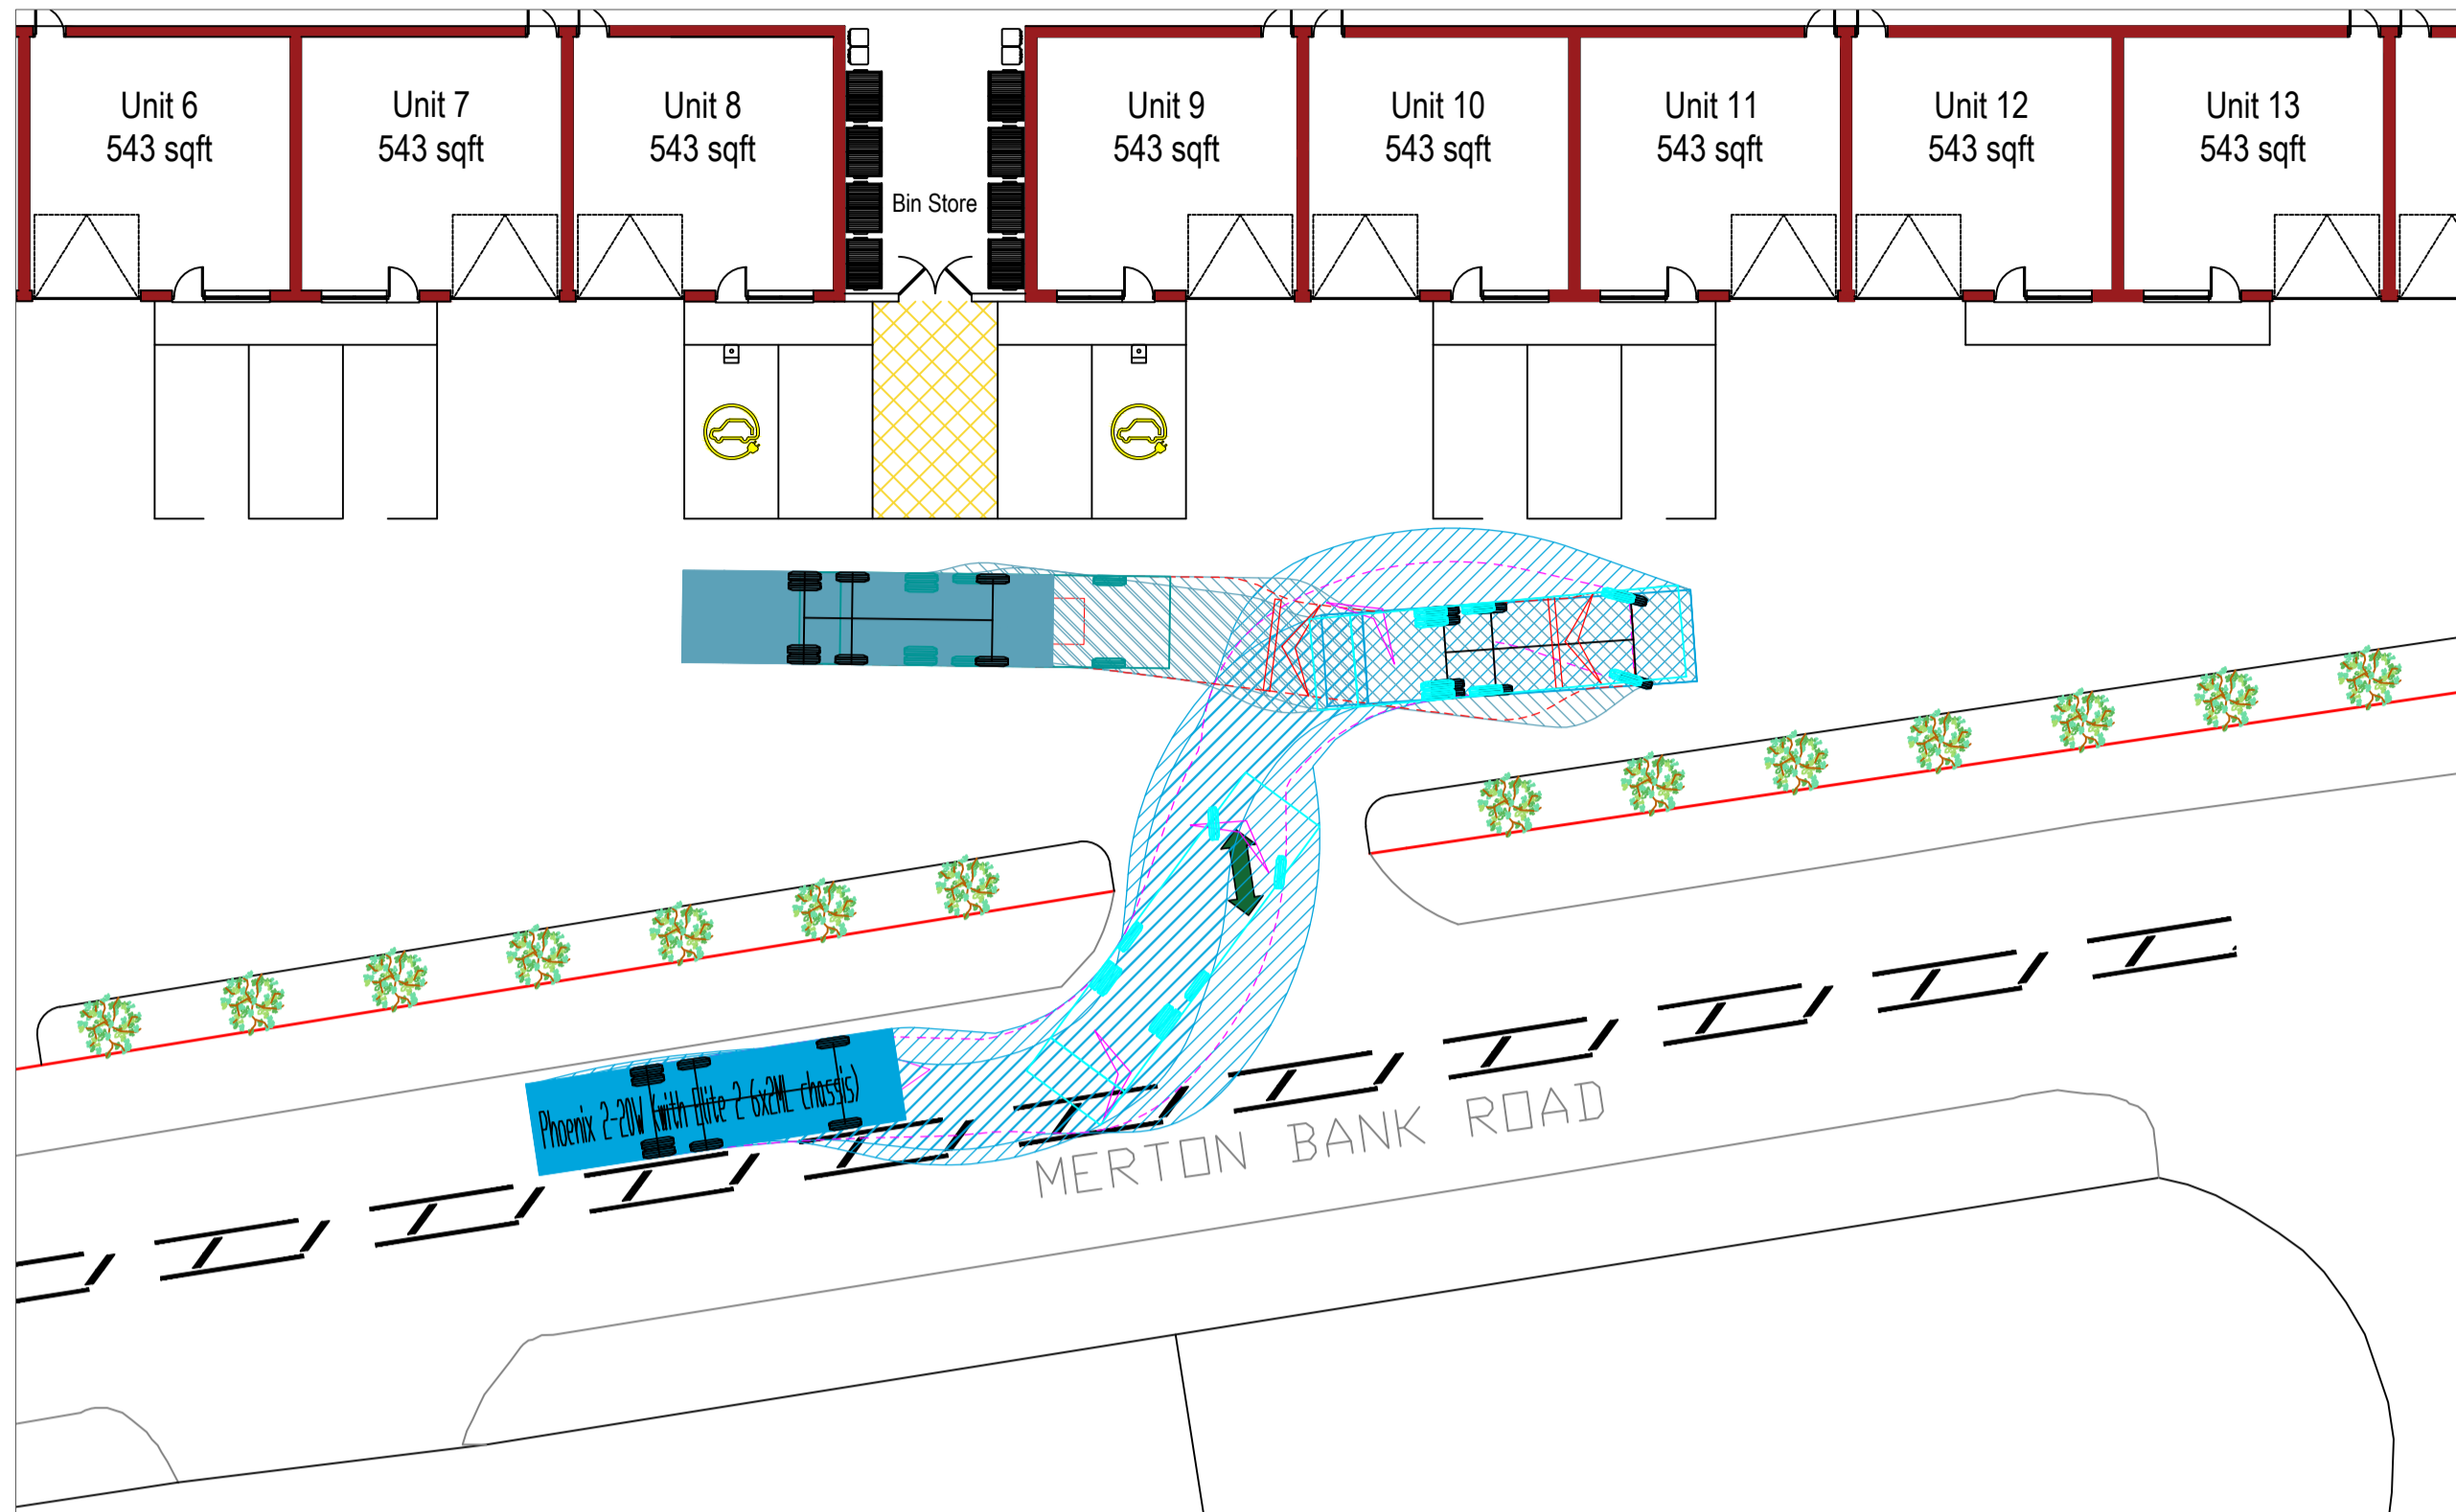 Unit 6
543 sqft
Unit 7
543 sqft
Unit 8
543 sqft
Bin Store
Unit 9
543 sqft
Unit 10
543 sqft
Unit 11
543 sqft
Unit 12
543 sqft
Unit 13
543 sqft
Phoenix 2-20W (with Elite 2 6x2ML chassis)
MERTON BANK ROAD